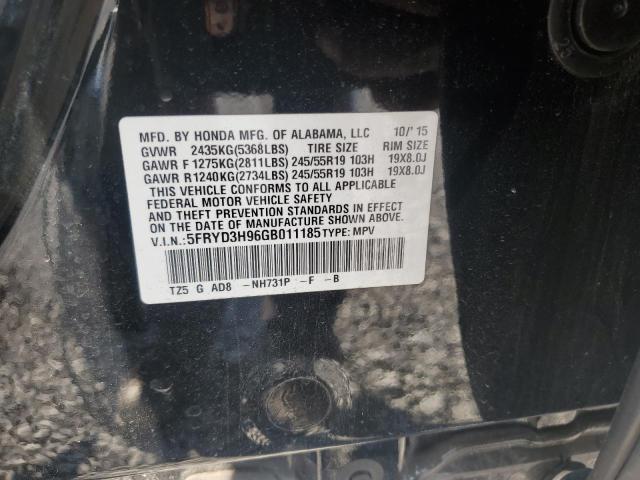 MFD. BY HONDA MFG. OF ALABAMA, LLC 10/'15
GVWR 2435KG(5368LBS) TIRE SIZE RIM SIZE
GAWR F 1275KG(2811LBS) 245/55R19 103H 19X8.0J
GAWR R1240KG(2734LBS) 245/55R19 103H 19X8.0J
THIS VEHICLE CONFORMS TO ALL APPLICABLE
FEDERAL MOTOR VEHICLE SAFETY
AND THEFT PREVENTION STANDARDS IN EFFECT
ON THE DATE OF MANUFACTURE SHOWN ABOVE.
V.I.N.:5FRYD3H96GB011185 TYPE: MPV
TZ5 G AD8 -NH731P -F -B